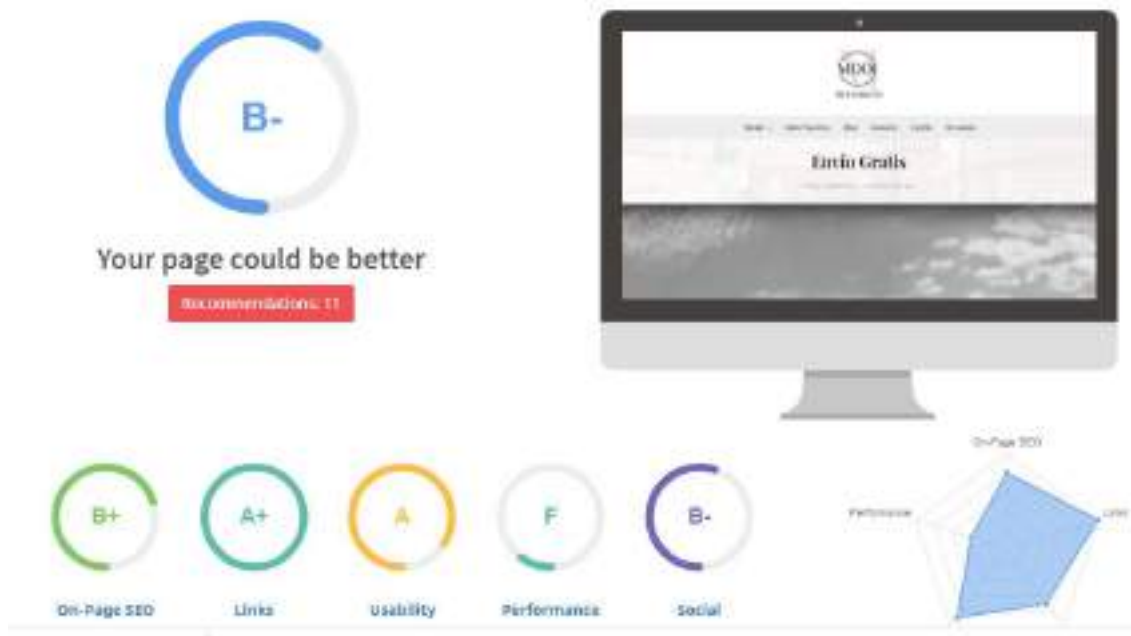 B-
Your page could be better
Recommendations: 11
Envío Gratis
B+
A+
A
F
B-
On-Page SEO
Links
Usability
Performance
Social
On-Page SEO
Performance
Links